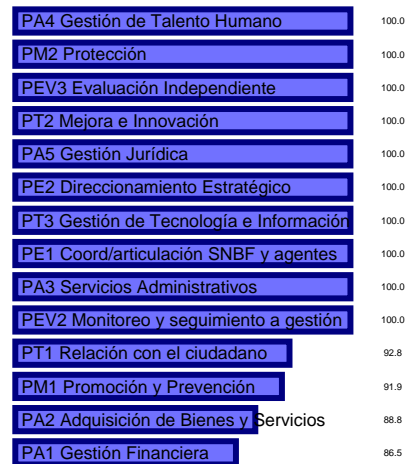 PA4 Gestión de Talento Humano 100.0
PM2 Protección 100.0
PEV3 Evaluación Independiente 100.0
PT2 Mejora e Innovación 100.0
PA5 Gestión Jurídica 100.0
PE2 Direccionamiento Estratégico 100.0
PT3 Gestión de Tecnología e Información 100.0
PE1 Coord/articulación SNBF y agentes 100.0
PA3 Servicios Administrativos 100.0
PEV2 Monitoreo y seguimiento a gestión 100.0
PT1 Relación con el ciudadano 92.8
PM1 Promoción y Prevención 91.9
PA2 Adquisición de Bienes y Servicios 88.8
PA1 Gestión Financiera 86.5